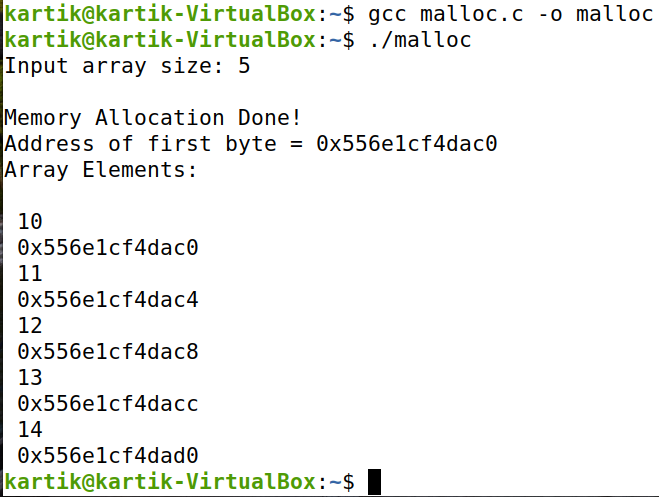 kartik@kartik-VirtualBox:~$ gcc malloc.c -o malloc
kartik@kartik-VirtualBox:~$ ./malloc
Input array size: 5
Memory Allocation Done!
Address of first byte = 0x556e1cf4dac0
Array Elements:
10
0x556e1cf4dac0
11
0x556e1cf4dac4
12
0x556e1cf4dac8
13
0x556e1cf4dacc
14
0x556e1cf4dad0
kartik@kartik-VirtualBox:~$